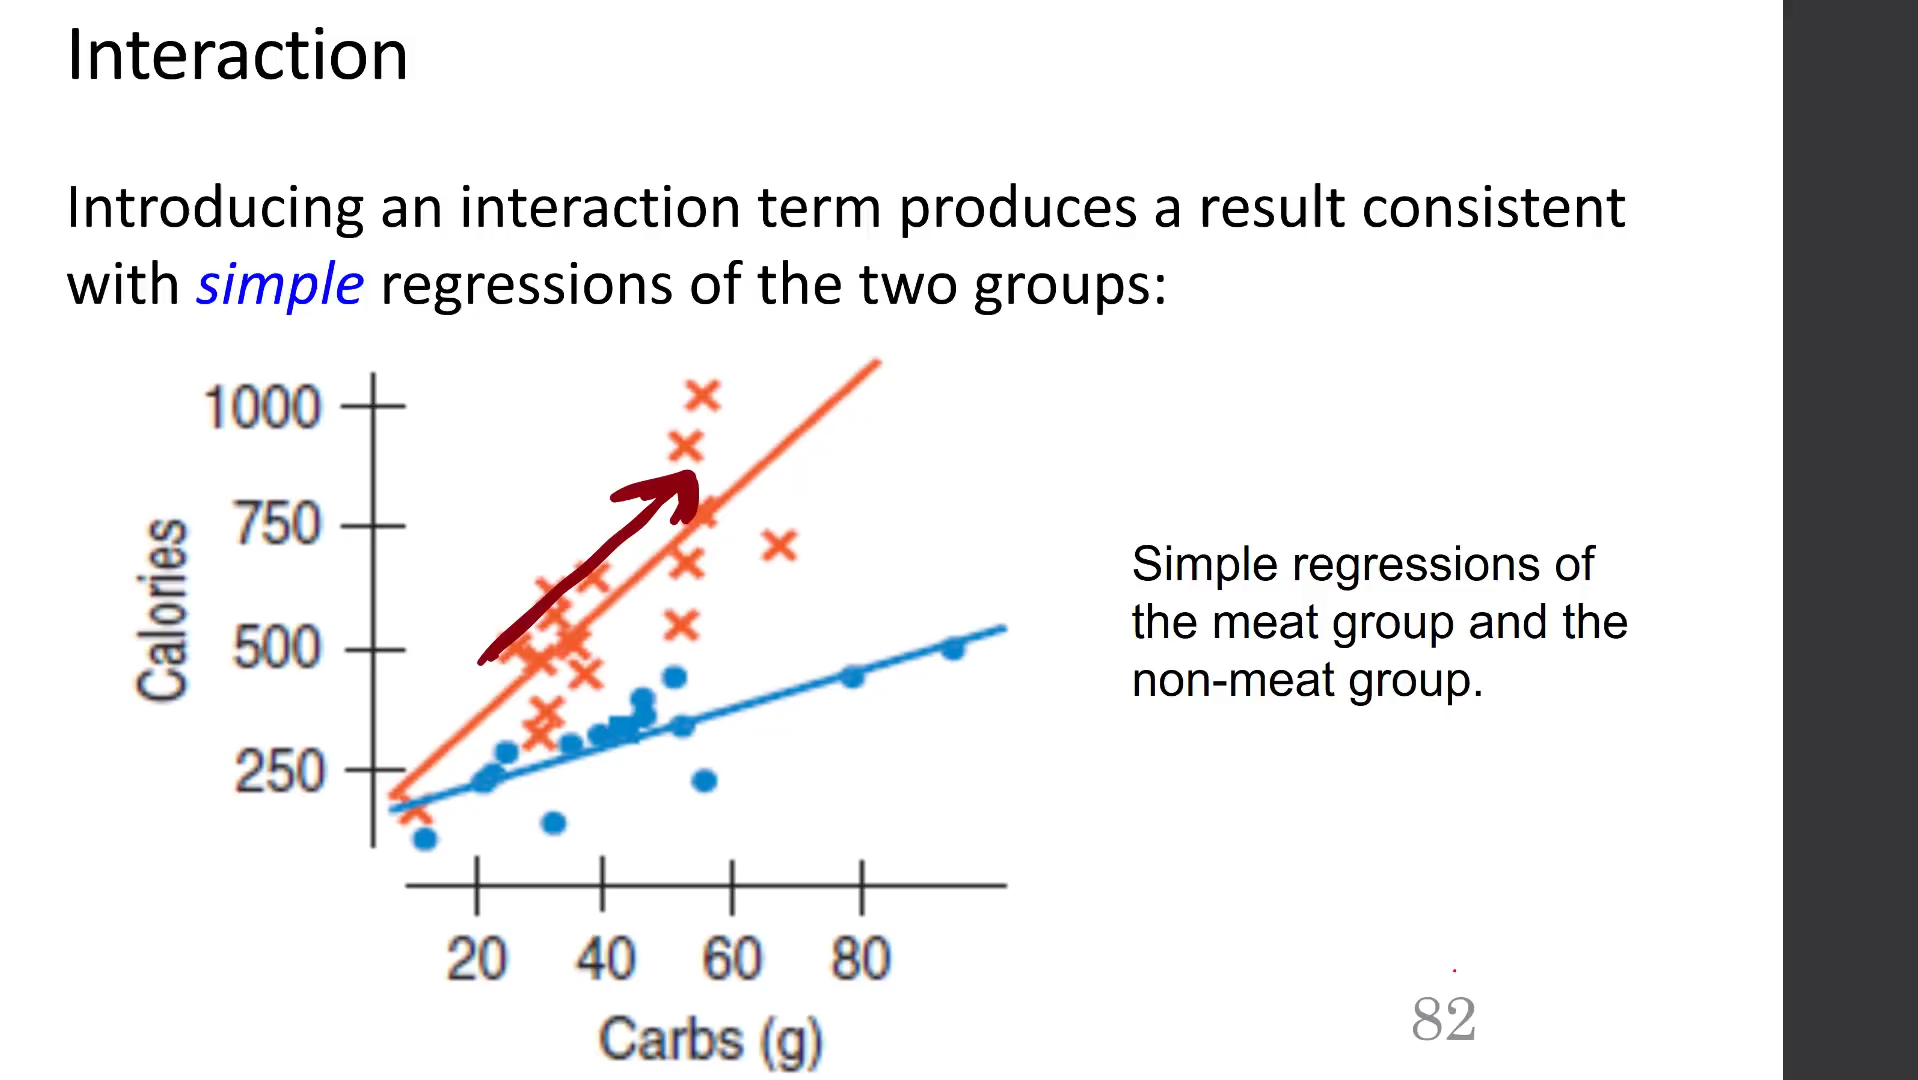 Interaction
Introducing an interaction term produces a result consistent
with simple regressions of the two groups:
1000
750
500
250
Calories
Simple regressions of
the meat group and the
non-meat group.
20 40 60 80
Carbs (g)
82